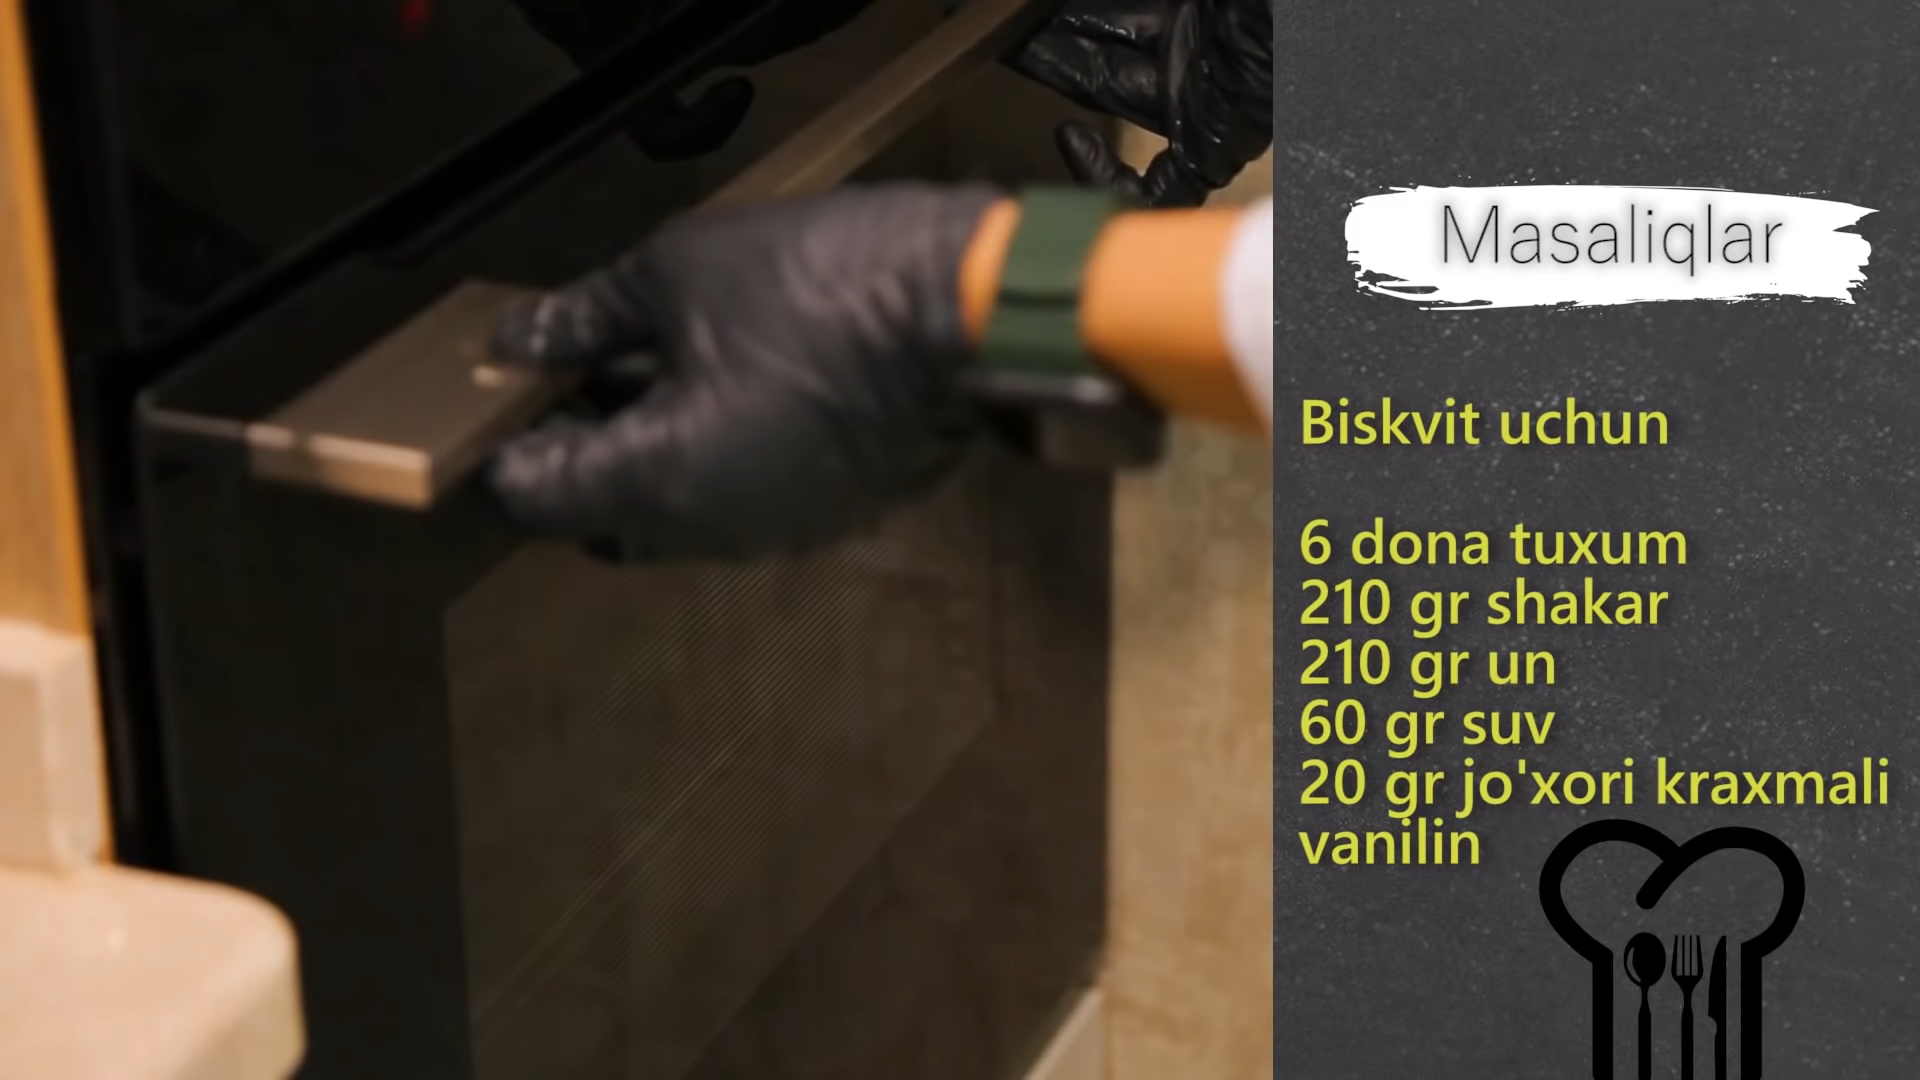 Masaliqlar
Biskvit uchun
6 dona tuxum
210 gr shakar
210 gr un
60 gr suv
20 gr jo'xori kraxmali
vanilin